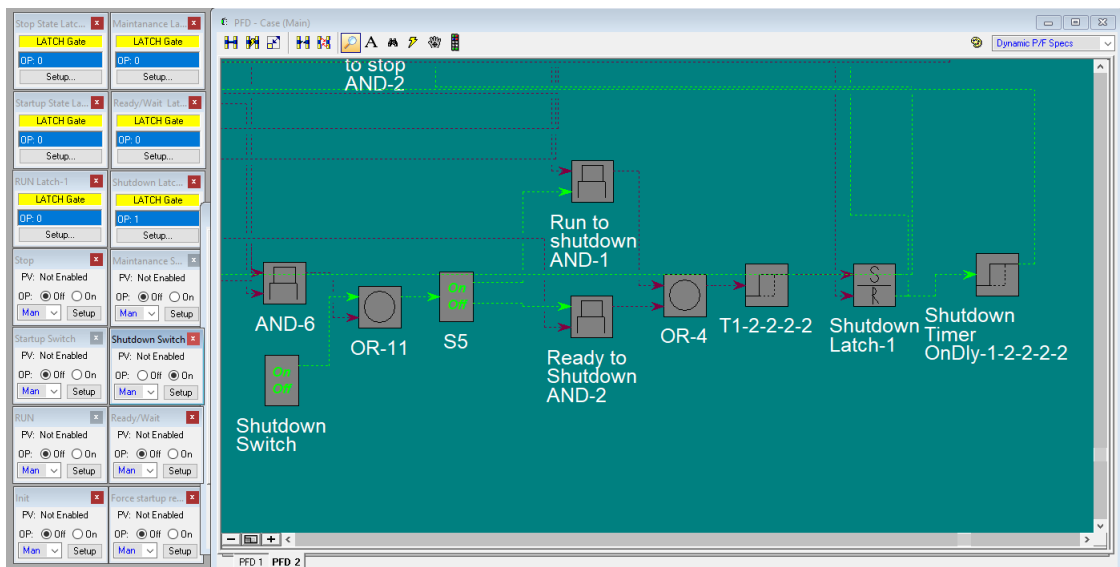 Stop State Latc...
LATCH Gate
OP: 0
Setup...
Maintanance La...
LATCH Gate
OP: 0
Setup...
Startup State La...
LATCH Gate
OP: 0
Setup...
Ready/Wait Lat...
LATCH Gate
OP: 0
Setup...
RUN Latch-1
LATCH Gate
OP: 0
Setup...
Shutdown Latc...
LATCH Gate
OP: 1
Setup...
Stop
PV: Not Enabled
OP: Off On
Man Setup
Maintanance S...
PV: Not Enabled
OP: Off On
Man Setup
Startup Switch
PV: Not Enabled
OP: Off On
Man Setup
Shutdown Switch
PV: Not Enabled
OP: Off On
Man Setup
RUN
PV: Not Enabled
OP: Off On
Man Setup
Ready/Wait
PV: Not Enabled
OP: Off On
Man Setup
Init
PV: Not Enabled
OP: Off On
Man Setup
Force startup re...
PV: Not Enabled
OP: Off On
Man Setup
PFD - Case (Main)
A
Dynamic P/F Specs
to stop
AND-2
Run to
shutdown
AND-1
AND-6
OR-11
On
Off
S5
Ready to
Shutdown
AND-2
OR-4
T1-2-2-2-2
S
R
Shutdown
Latch-1
Shutdown
Timer
OnDly-1-2-2-2-2
On
Off
Shutdown
Switch
PFD 1 PFD 2